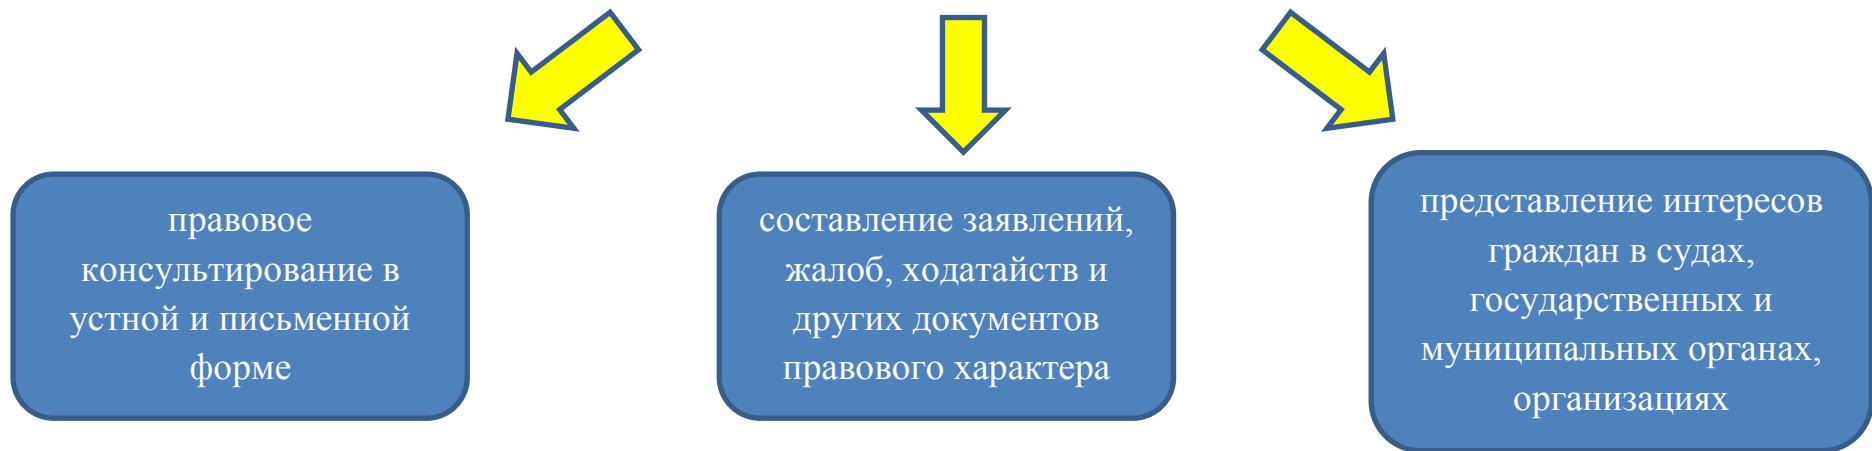 правовое
консультирование в
устной и письменной
форме
составление заявлений,
жалоб, ходатайств и
других документов
правового характера
представление интересов
граждан в судах,
государственных и
муниципальных органах,
организациях